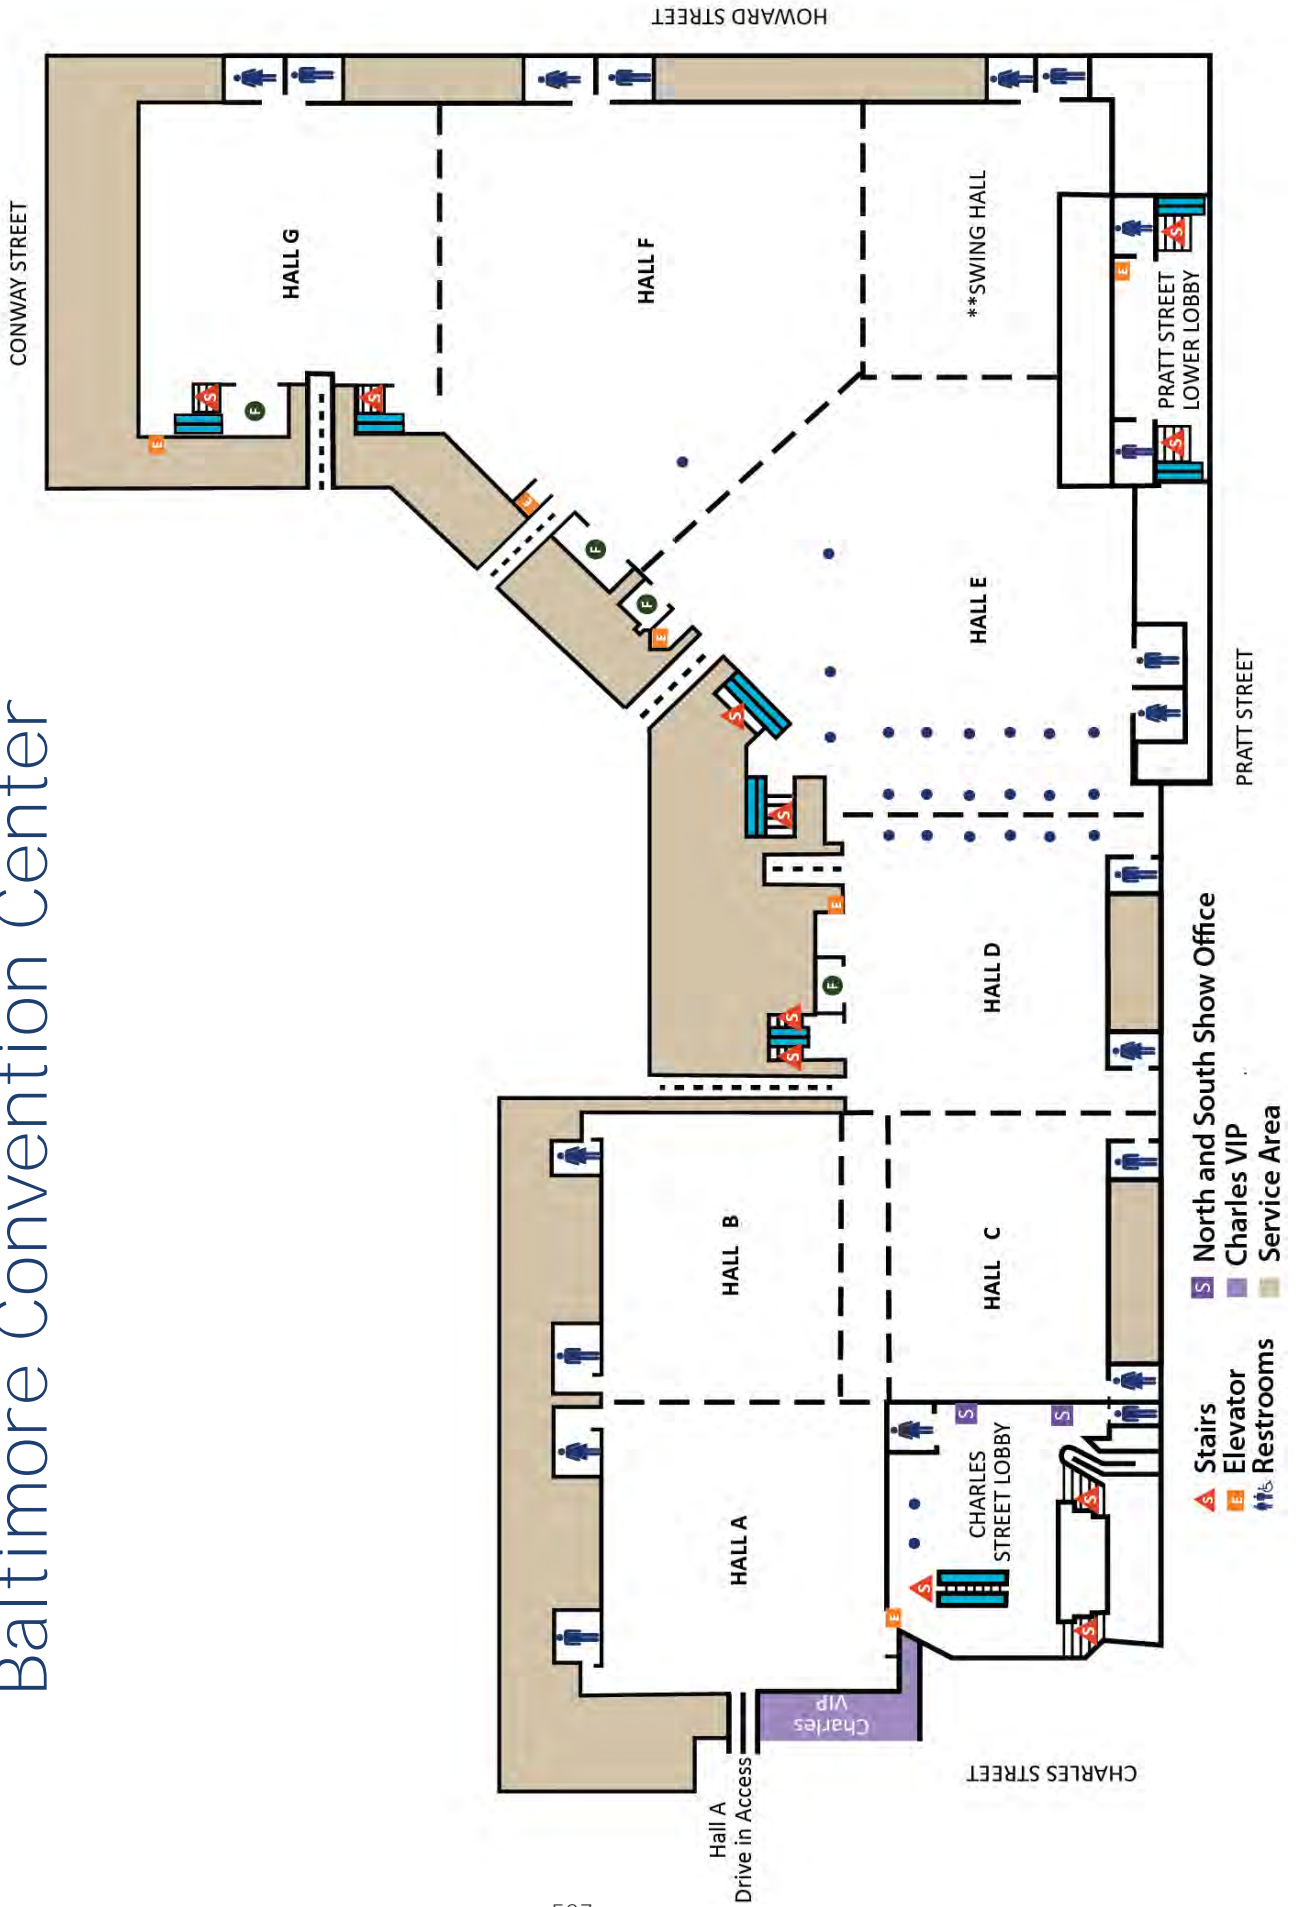 Baltimore Convention Center
CONWAY STREET
HOWARD STREET
HALL G
HALL F
**SWING HALL
PRATT STREET
LOWER LOBBY
HALL E
PRATT STREET
HALL D
HALL B
HALL C
HALL A
CHARLES
STREET LOBBY
Charles
VIP
Hall A
Drive in Access
CHARLES STREET
S Stairs
E Elevator
Restrooms
S North and South Show Office
Charles VIP
Service Area
E
E
E
E
E
E
F
F
F
F
S
S
S
S
S
S
S
S
S
S
S
S
S